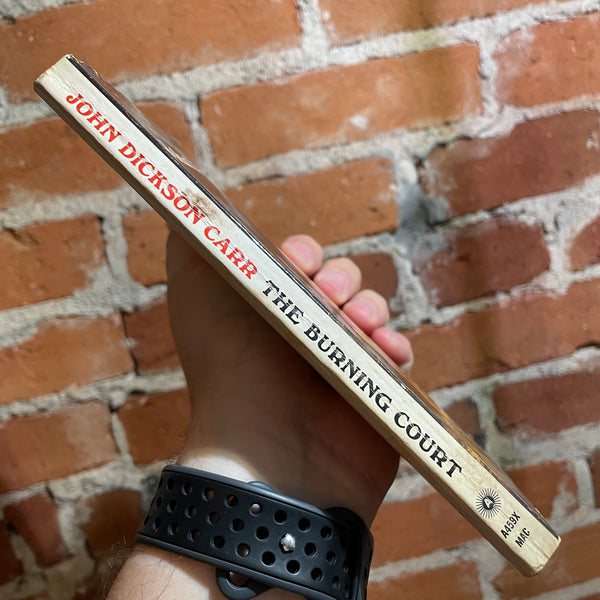 JOHN DICKSON CARR THE BURNING COURT
A459X
MAC